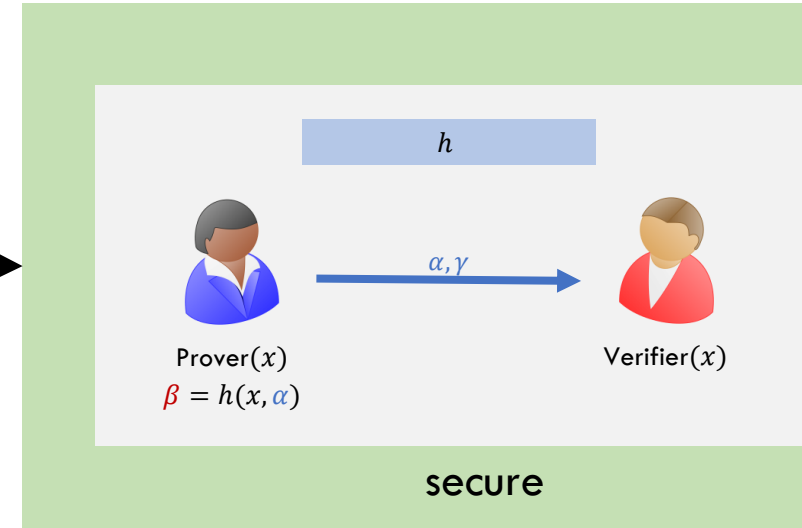 h
α, γ
Prover(x)
Verifier(x)
β = h(x, α)
secure